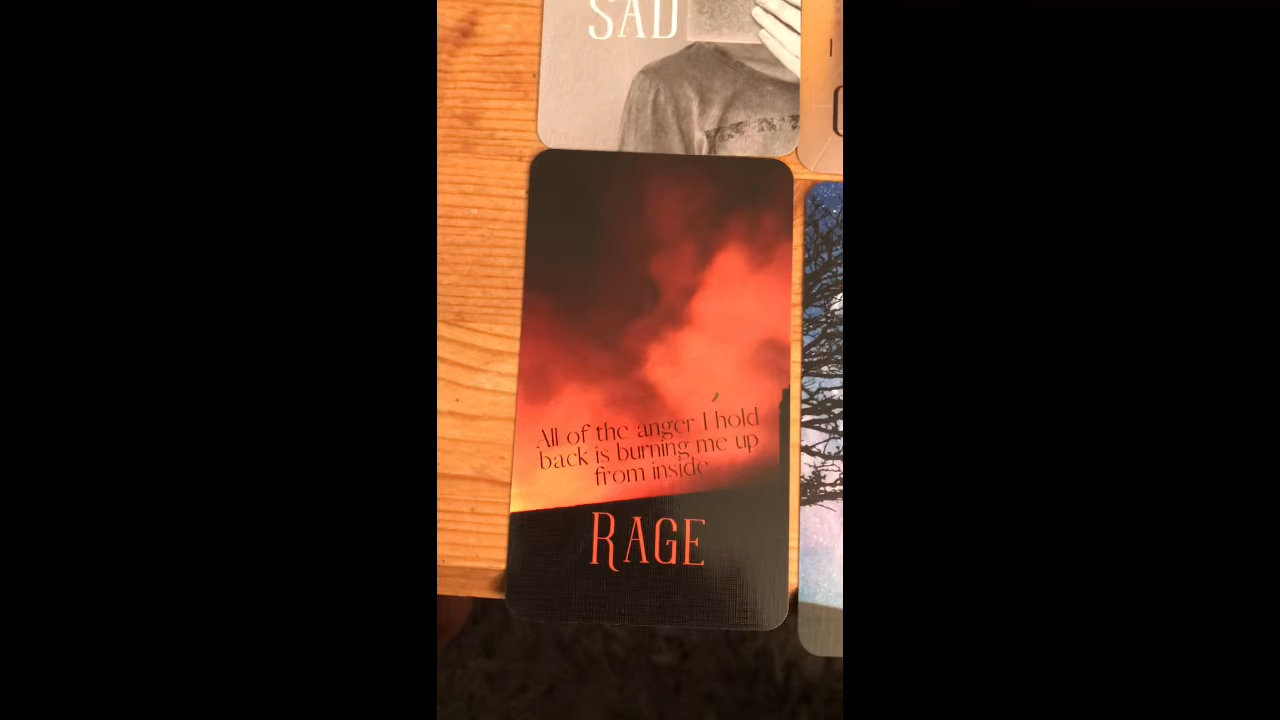 SAD
All of the anger I hold
back is burning me up
from inside
RAGE